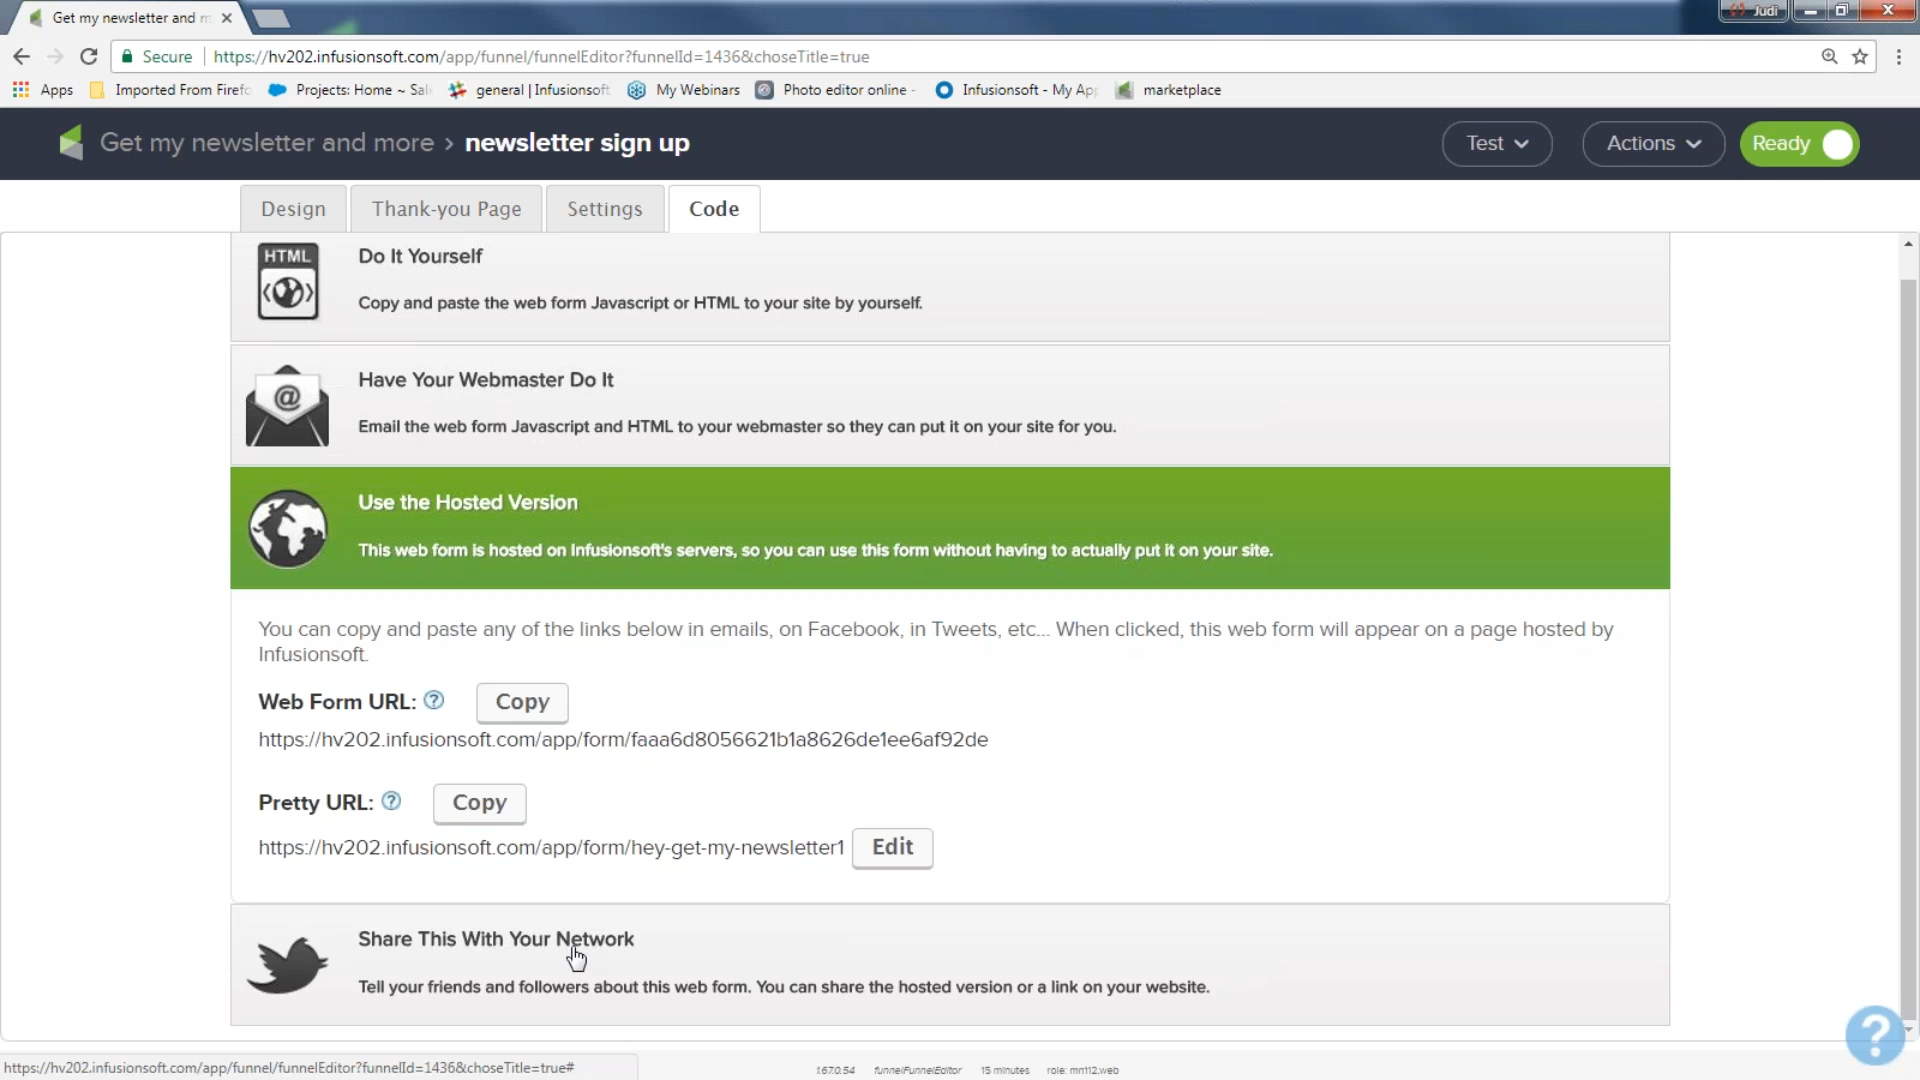 Get my newsletter and m
Judi
Secure
https://hv202.infusionsoft.com/app/funnel/funnelEditor?funnelId=1436&choseTitle=true
Apps
Imported From Firefo
Projects: Home ~ Sal
general | Infusionsoft
My Webinars
Photo editor online -
Infusionsoft - My App
marketplace
Get my newsletter and more › newsletter sign up
Test
Actions
Ready
Design
Thank-you Page
Settings
Code
HTML
Do It Yourself
Copy and paste the web form Javascript or HTML to your site by yourself.
@
Have Your Webmaster Do It
Email the web form Javascript and HTML to your webmaster so they can put it on your site for you.
Use the Hosted Version
This web form is hosted on Infusionsoft's servers, so you can use this form without having to actually put it on your site.
You can copy and paste any of the links below in emails, on Facebook, in Tweets, etc... When clicked, this web form will appear on a page hosted by
Infusionsoft.
Web Form URL: ? Copy
https://hv202.infusionsoft.com/app/form/faaa6d8056621b1a8626de1ee6af92de
Pretty URL: ? Copy
https://hv202.infusionsoft.com/app/form/hey-get-my-newsletter1 Edit
Share This With Your Network
Tell your friends and followers about this web form. You can share the hosted version or a link on your website.
?
https://hv202.infusionsoft.com/app/funnel/funnelEditor?funnelId=1436&choseTitle=true#
1.67.0.54 funnelFunnelEditor 15 minutes role: mn112.web